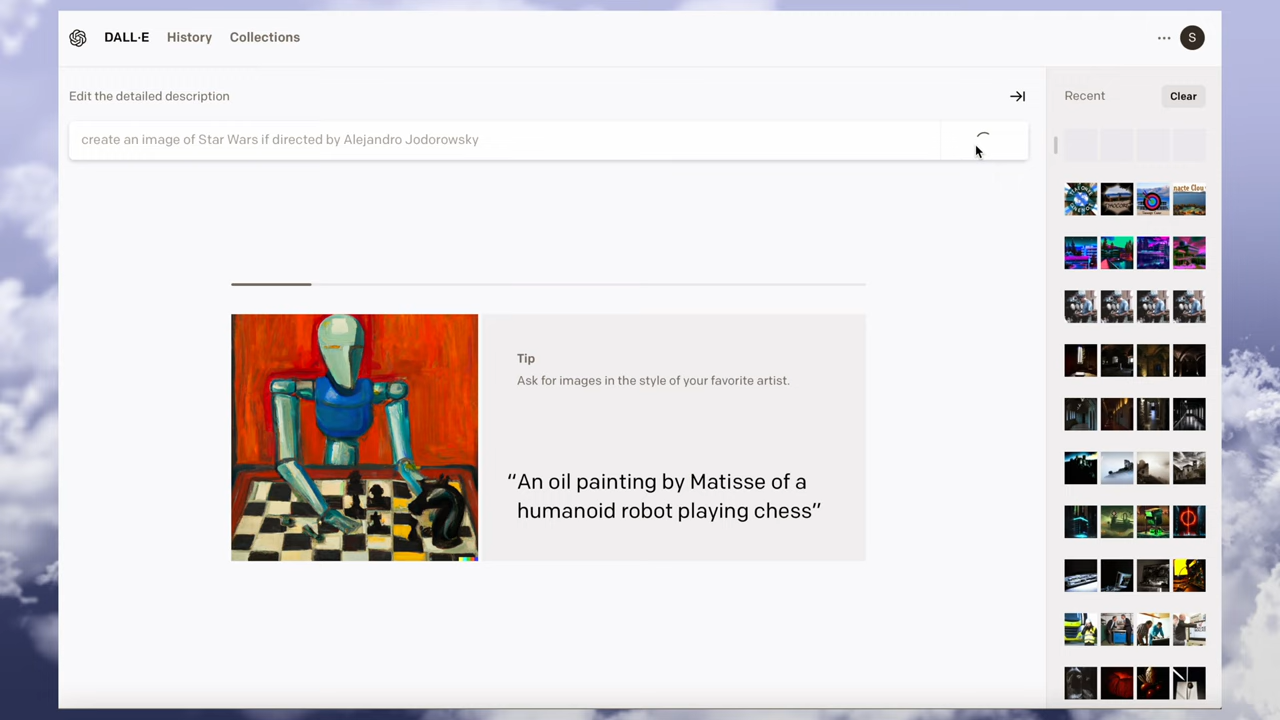 DALL·E History Collections
··· S
Edit the detailed description
Recent Clear
create an image of Star Wars if directed by Alejandro Jodorowsky
Tip
Ask for images in the style of your favorite artist.
“An oil painting by Matisse of a
humanoid robot playing chess”